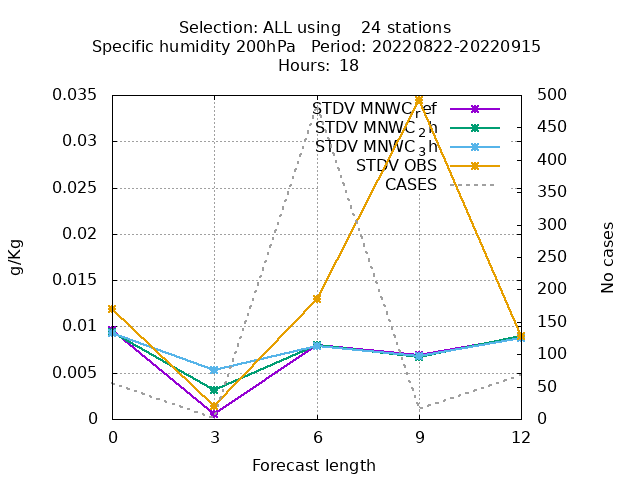 Selection: ALL using    24 stations
Specific humidity 200hPa   Period: 20220822-20220915
Hours:  18
STDV MNWC_ref
STDV MNWC_2h
STDV MNWC_3h
STDV OBS
CASES
0.035
0.03
0.025
0.02
0.015
0.01
0.005
0
g/Kg
500
450
400
350
300
250
200
150
100
50
0
No cases
0 3 6 9 12
Forecast length